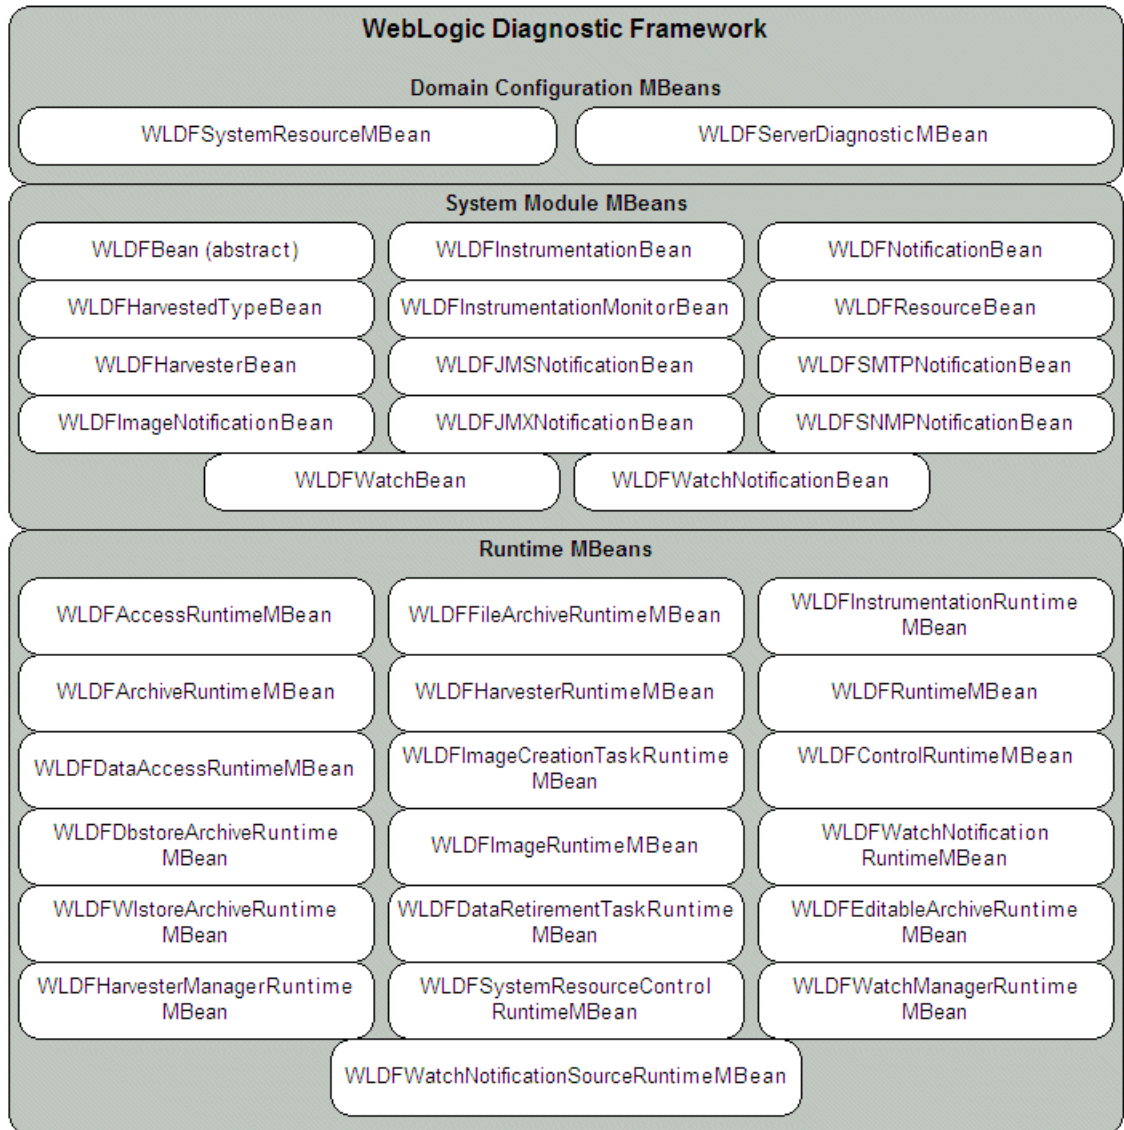 WebLogic Diagnostic Framework
Domain Configuration MBeans
WLDFSystemResourceMBean
WLDFServerDiagnosticMBean
System Module MBeans
WLDFBean (abstract)
WLDFInstrumentationBean
WLDFNotificationBean
WLDFHarvestedTypeBean
WLDFInstrumentationMonitorBean
WLDFResourceBean
WLDFHarvesterBean
WLDFJMSNotificationBean
WLDFSMTPNotificationBean
WLDFImageNotificationBean
WLDFJMXNotificationBean
WLDFSNMPNotificationBean
WLDFWatchBean
WLDFWatchNotificationBean
Runtime MBeans
WLDFAccessRuntimeMBean
WLDFFileArchiveRuntimeMBean
WLDFInstrumentationRuntime
MBean
WLDFArchiveRuntimeMBean
WLDFHarvesterRuntimeMBean
WLDFRuntimeMBean
WLDFDataAccessRuntimeMBean
WLDFImageCreationTaskRuntime
MBean
WLDFControlRuntimeMBean
WLDFDbstoreArchiveRuntime
MBean
WLDFImageRuntimeMBean
WLDFWatchNotification
RuntimeMBean
WLDFWlstoreArchiveRuntime
MBean
WLDFDataRetirementTaskRuntime
MBean
WLDFEditableArchiveRuntime
MBean
WLDFHarvesterManagerRuntime
MBean
WLDFSystemResourceControl
RuntimeMBean
WLDFWatchManagerRuntime
MBean
WLDFWatchNotificationSourceRuntimeMBean